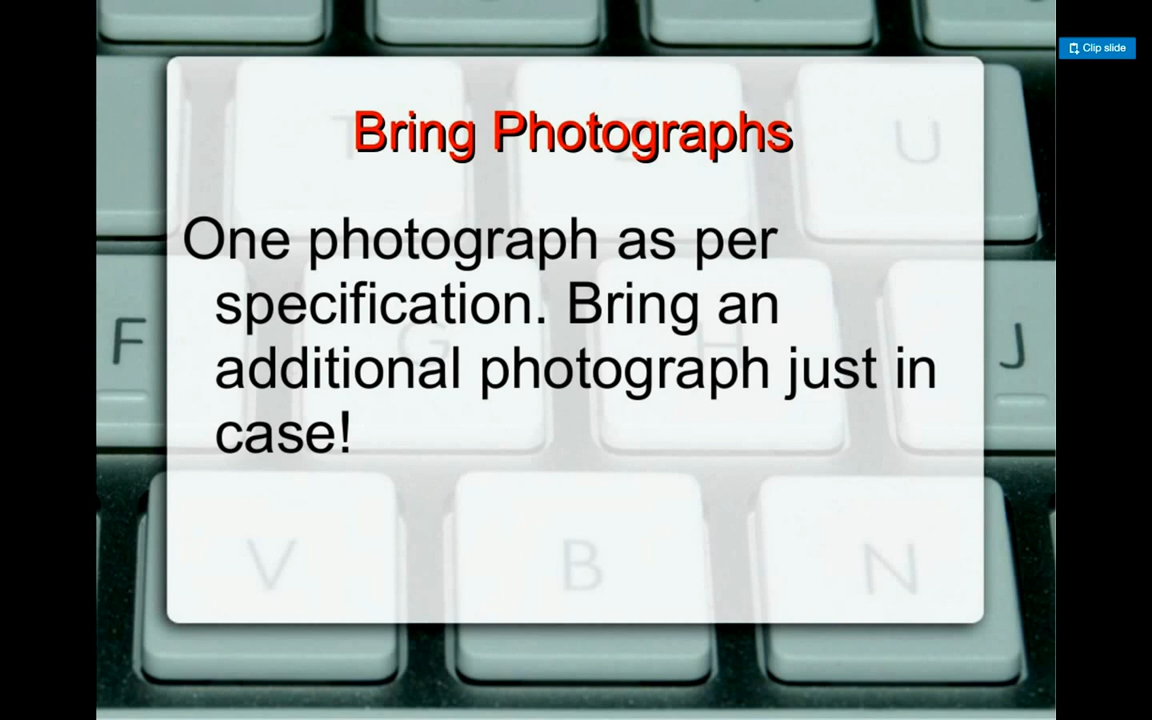 Clip slide
Bring Photographs
One photograph as per
specification. Bring an
additional photograph just in
case!
U
F
J
V
B
N